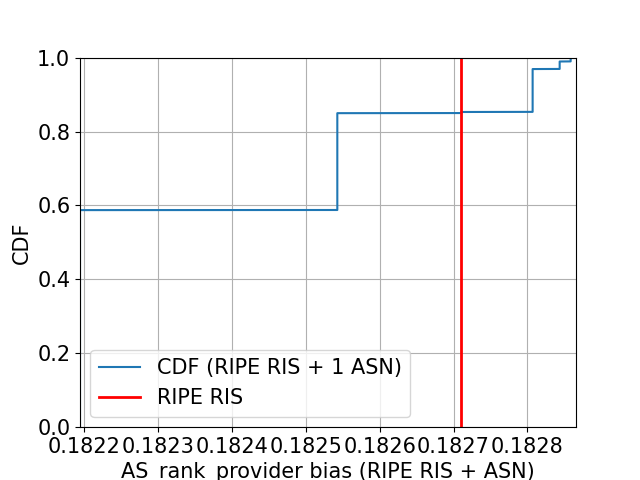 1.0
0.8
0.6
0.4
0.2
0.0
CDF
CDF (RIPE RIS + 1 ASN)
RIPE RIS
0.1822 0.1823 0.1824 0.1825 0.1826 0.1827 0.1828
AS_rank_provider bias (RIPE RIS + ASN)